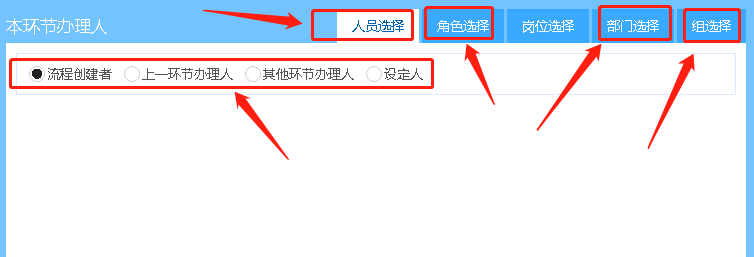 本环节办理人 人员选择 角色选择 岗位选择 部门选择 组选择
流程创建者 上一环节办理人 其他环节办理人 设定人